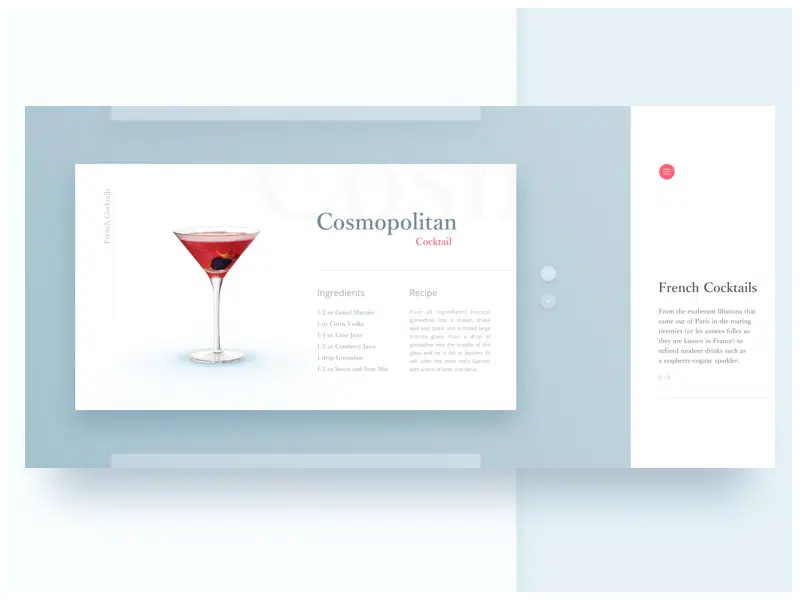 French Cocktails
Cosm
Cosmopolitan
Cocktail
Ingredients
1/2 oz Grand Marnier
1 oz Citrus Vodka
1/4 oz Lime Juice
1/2 oz Cranberry Juice
1 drop Grenadine
1/2 oz Sweet and Sour Mix
Recipe
Pour all ingredients (except
grenadine) into a shaker, shake
well and strain into a chilled large
martini glass. Pour a drop of
grenadine into the middle of the
glass and let it fall to bottom (it
will color the stem red.) Garnish
with a slice of lime, and serve.
French Cocktails
From the exuberant libations that
came out of Paris in the roaring
twenties (or les annees folles as
they are known in France) to
refined modern drinks such as
a raspberry-cognac sparkler.